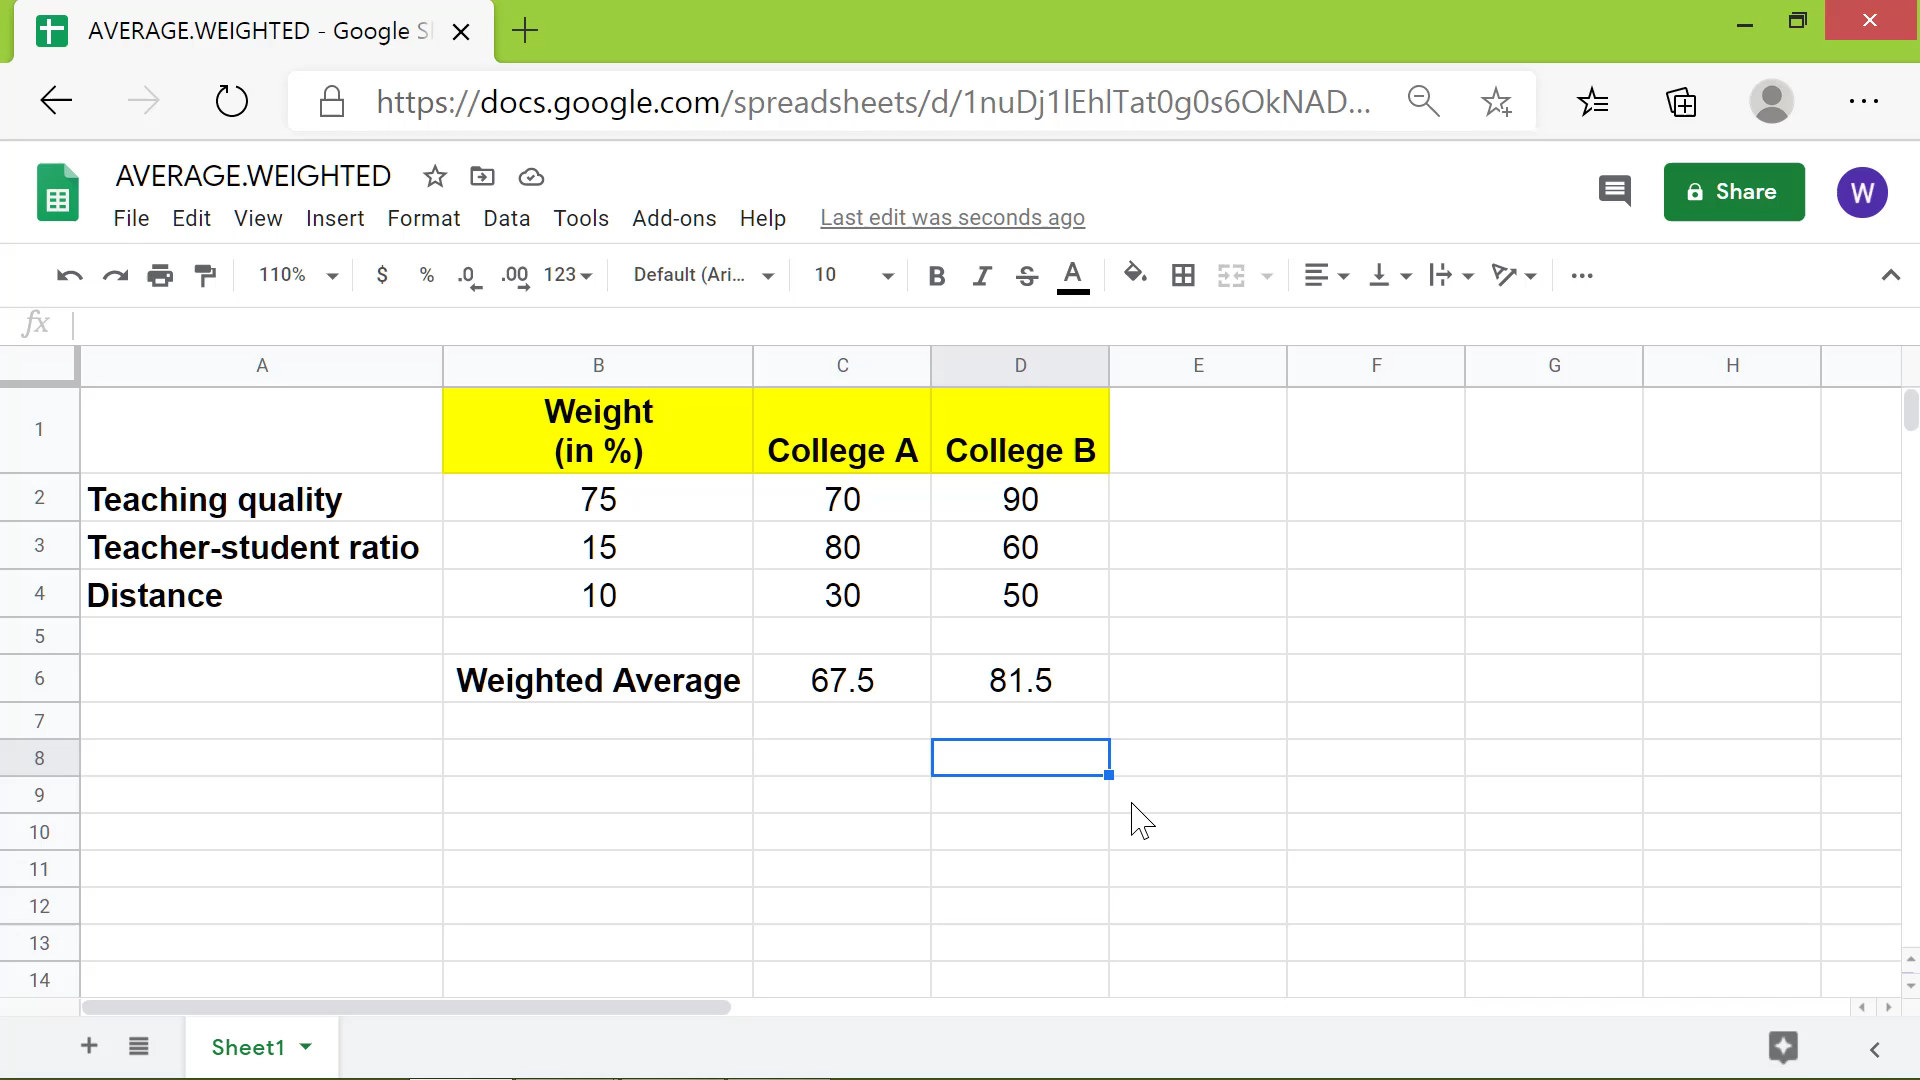 AVERAGE.WEIGHTED - Google S
https://docs.google.com/spreadsheets/d/1nuDj1lEhlTat0g0s6OkNAD...
AVERAGE.WEIGHTED
File Edit View Insert Format Data Tools Add-ons Help Last edit was seconds ago
Share
W
110% $ % .0 .00 123 Default (Ari... 10 B I S A
fx
A B C D E F G H
1 Weight
(in %) College A College B
2 Teaching quality 75 70 90
3 Teacher-student ratio 15 80 60
4 Distance 10 30 50
5
6 Weighted Average 67.5 81.5
7
8
9
10
11
12
13
14
Sheet1